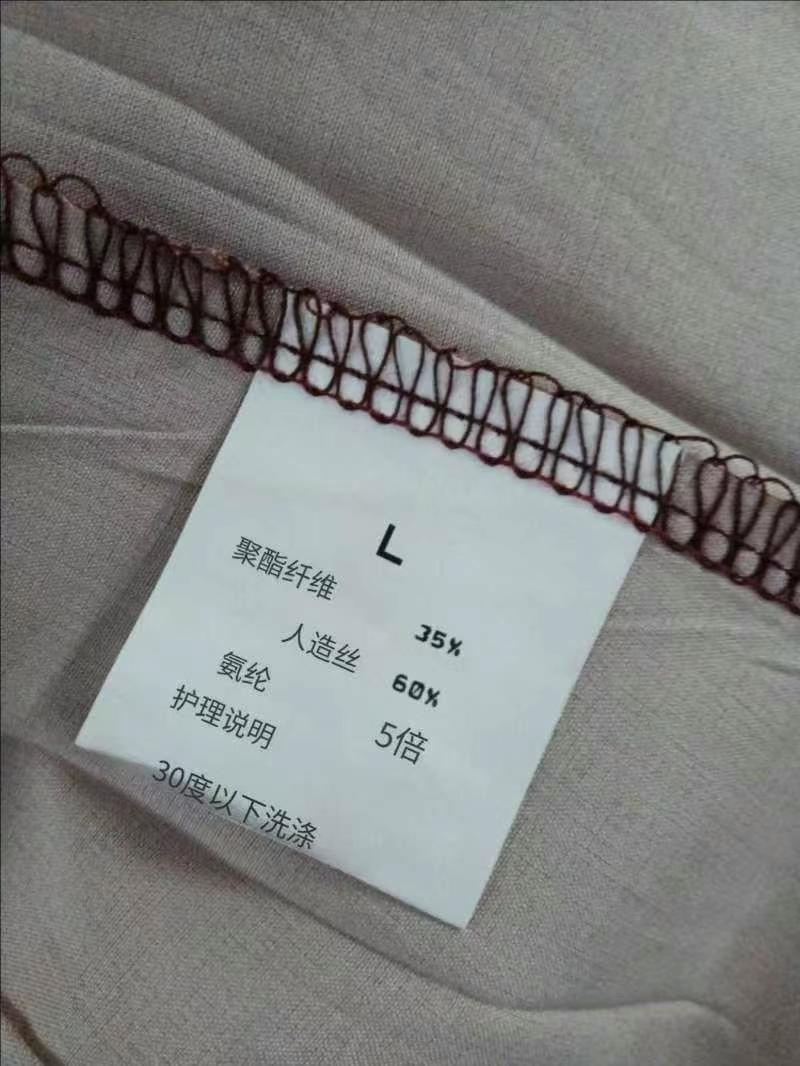 L
聚酯纤维 35%
人造丝 60%
氨纶 5倍
护理说明
30度以下洗涤